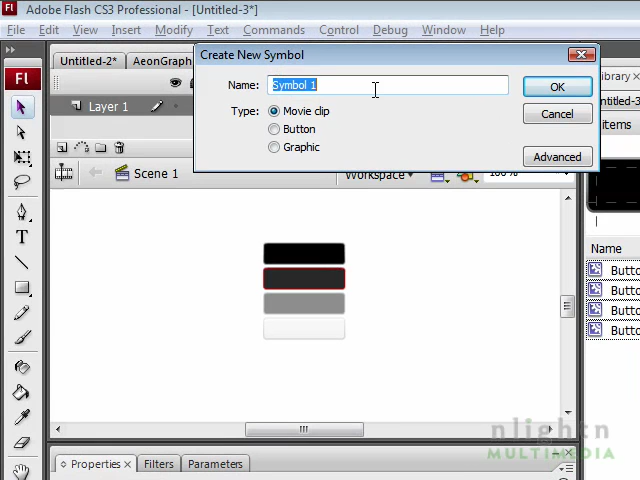 Adobe Flash CS3 Professional - [Untitled-3*]
File Edit View Insert Modify Text Commands Control Debug Window Help
Fl
Untitled-2* AeonGraph
Layer 1
Create New Symbol
Name: Symbol 1
OK
Type: Movie clip
Cancel
Button
Graphic
Advanced
Library
ntitled-3
items
Scene 1
Workspace
100%
T
Name
Butto
Butto
Butto
Butto
nlightn
MULTIMEDIA
Properties × Filters Parameters